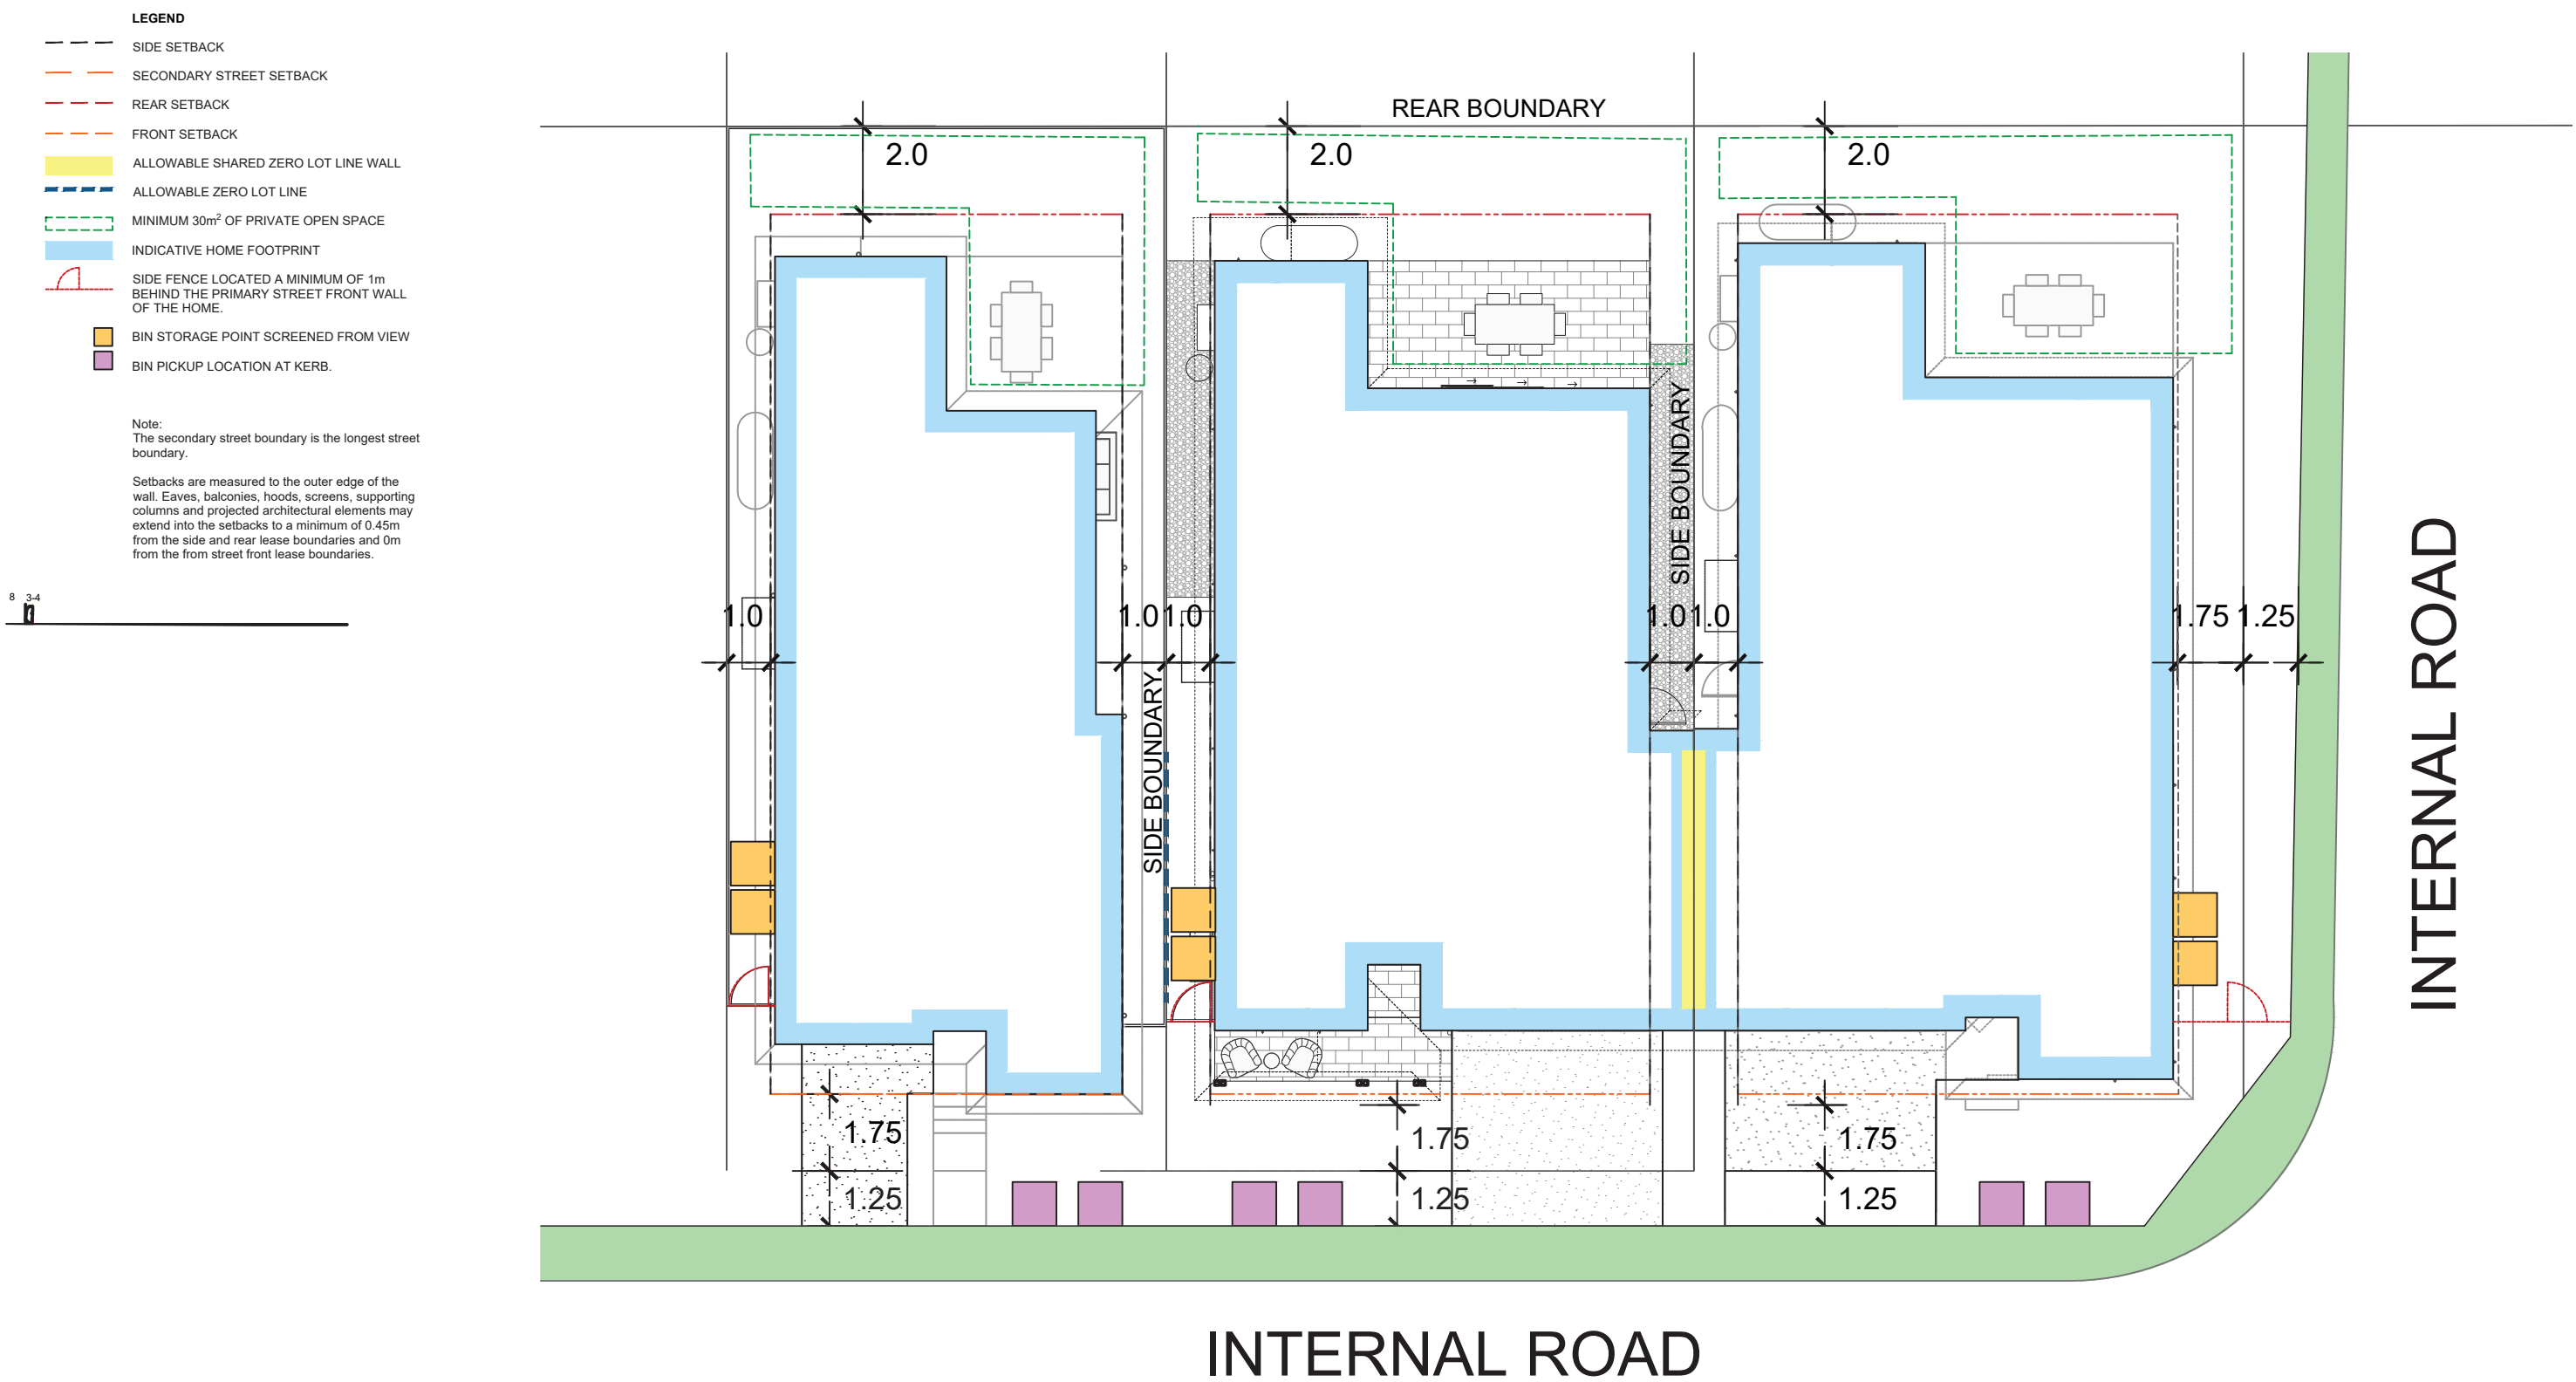 LEGEND
SIDE SETBACK
SECONDARY STREET SETBACK
REAR SETBACK
FRONT SETBACK
ALLOWABLE SHARED ZERO LOT LINE WALL
ALLOWABLE ZERO LOT LINE
MINIMUM 30m² OF PRIVATE OPEN SPACE
INDICATIVE HOME FOOTPRINT
SIDE FENCE LOCATED A MINIMUM OF 1m
BEHIND THE PRIMARY STREET FRONT WALL
OF THE HOME.
BIN STORAGE POINT SCREENED FROM VIEW
BIN PICKUP LOCATION AT KERB.
Note:
The secondary street boundary is the longest street
boundary.
Setbacks are measured to the outer edge of the
wall. Eaves, balconies, hoods, screens, supporting
columns and projected architectural elements may
extend into the setbacks to a minimum of 0.45m
from the side and rear lease boundaries and 0m
from the from street front lease boundaries.
8 3-4
REAR BOUNDARY
2.0
2.0
2.0
SIDE BOUNDARY
1.0
1.0
1.0
1.0
1.0
1.75
1.25
SIDE BOUNDARY
1.75
1.75
1.75
1.25
1.25
1.25
INTERNAL ROAD
INTERNAL ROAD